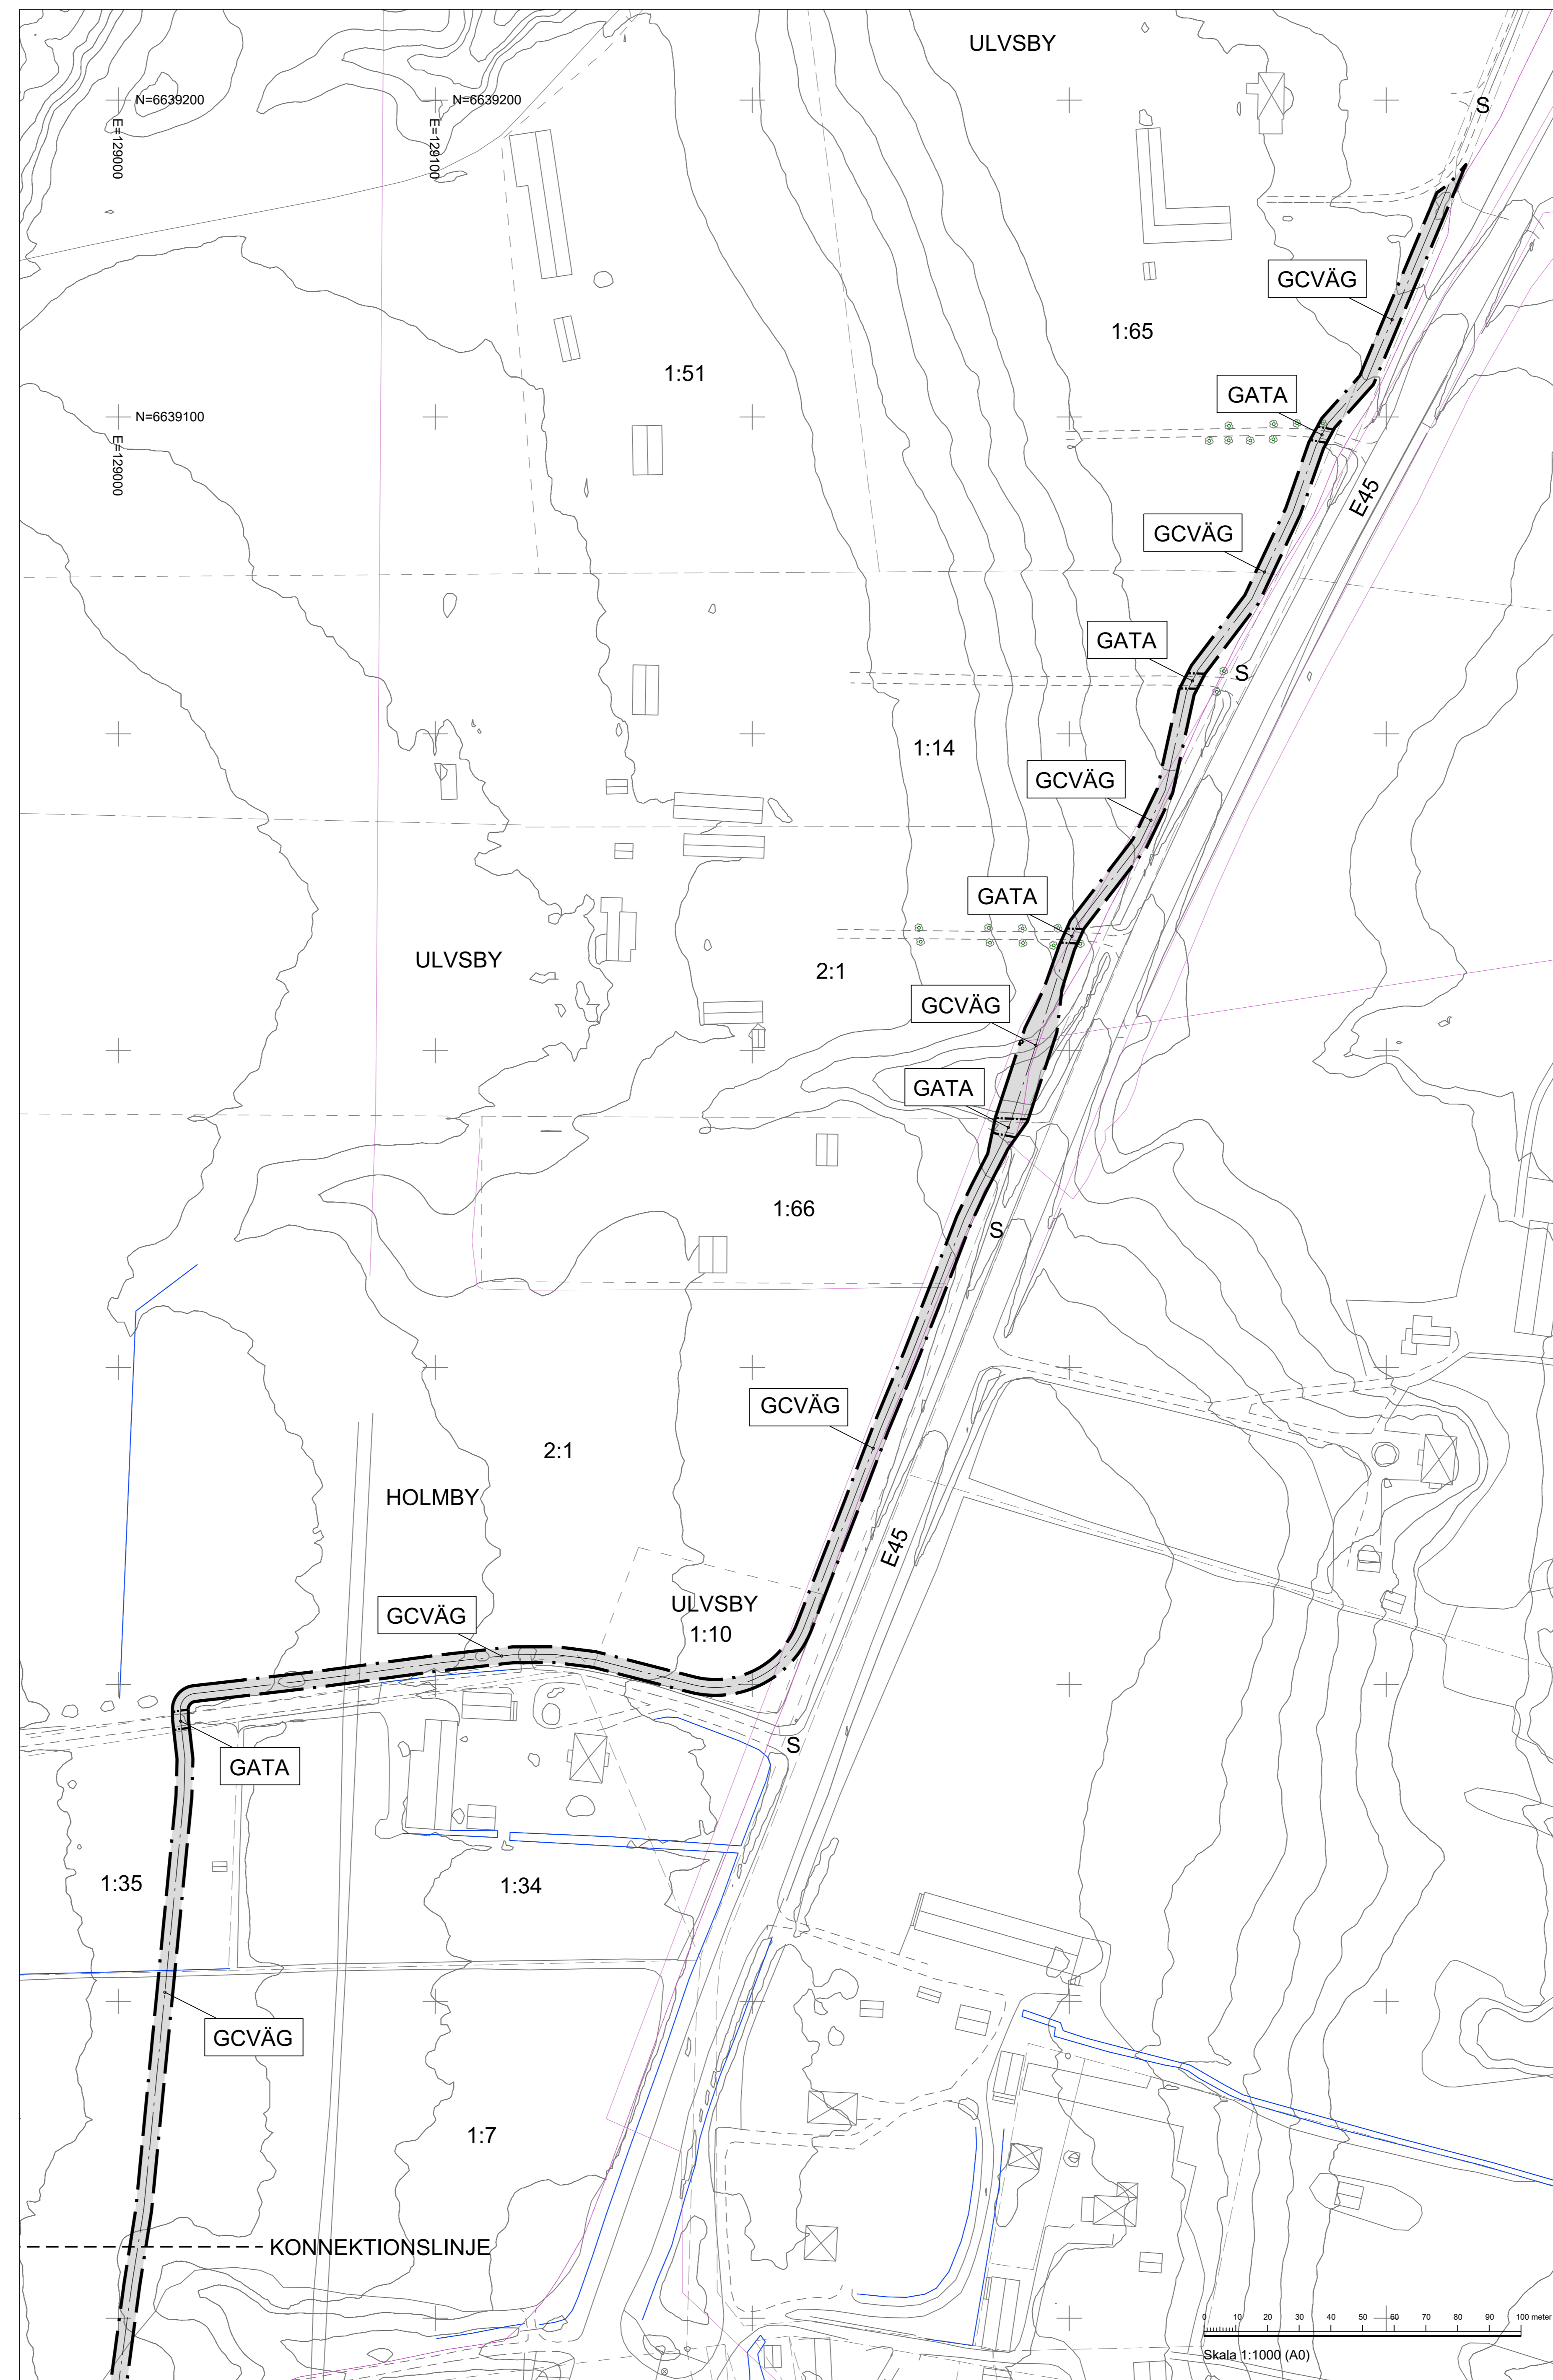 ULVSBY
N=6639200
N=6639200
S
E=129000
E=129100
GCVÄG
1:65
1:51
GATA
N=6639100
E=129000
E45
GCVÄG
GATA
S
1:14
GCVÄG
GATA
ULVSBY
2:1
GCVÄG
GATA
1:66
S
GCVÄG
2:1
HOLMBY
E45
ULVSBY
1:10
GCVÄG
S
GATA
1:35
1:34
GCVÄG
1:7
KONNEKTIONSLINJE
0 10 20 30 40 50 60 70 80 90 100 meter
Skala 1:1000 (A0)